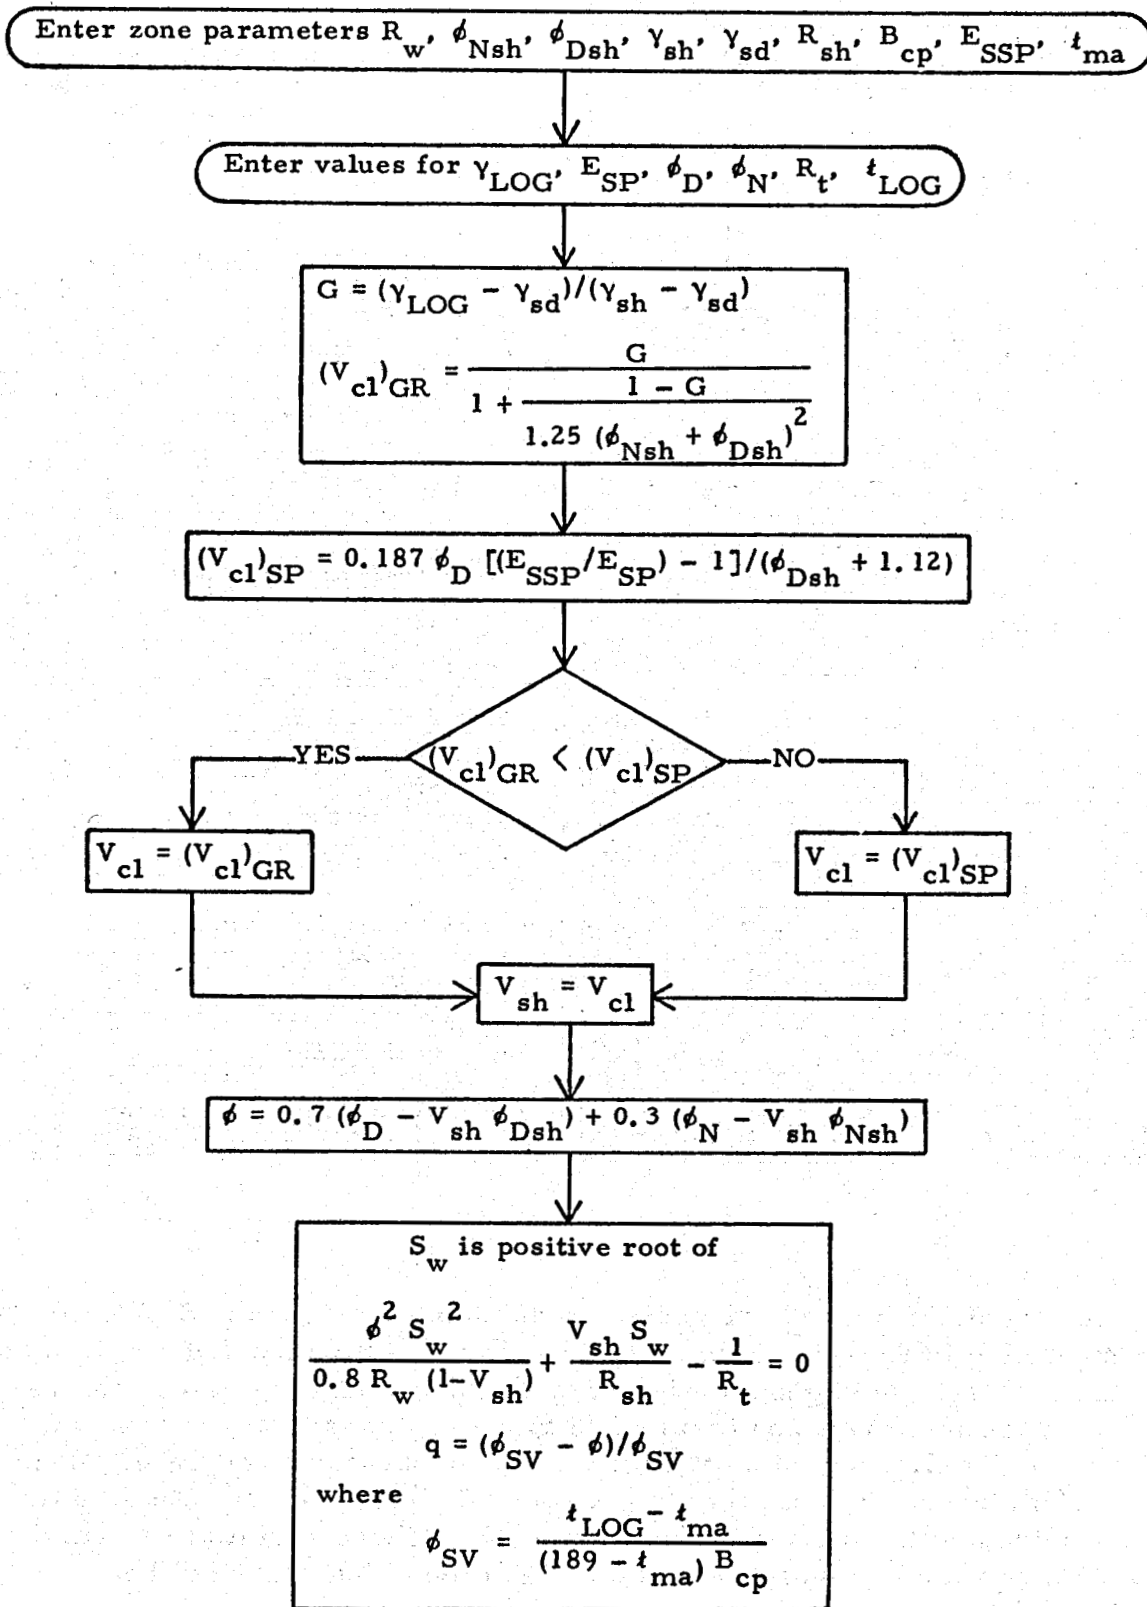 Enter zone parameters R_w, ϕ_Nsh, ϕ_Dsh, γ_sh, γ_sd, R_sh, B_cp, E_SSP, t_ma
Enter values for γ_LOG, E_SP, ϕ_D, ϕ_N, R_t, t_LOG
G = (γ_LOG - γ_sd)/(γ_sh - γ_sd)
(V_cl)_GR = G / (1 + (1 - G) / (1.25 (ϕ_Nsh + ϕ_Dsh)^2))
(V_cl)_SP = 0.187 ϕ_D [(E_SSP/E_SP) - 1]/(ϕ_Dsh + 1.12)
YES
(V_cl)_GR < (V_cl)_SP
NO
V_cl = (V_cl)_GR
V_cl = (V_cl)_SP
V_sh = V_cl
ϕ = 0.7 (ϕ_D - V_sh ϕ_Dsh) + 0.3 (ϕ_N - V_sh ϕ_Nsh)
S_w is positive root of
ϕ^2 S_w^2 / (0.8 R_w (1-V_sh)) + V_sh S_w / R_sh - 1 / R_t = 0
q = (ϕ_SV - ϕ)/ϕ_SV
where
ϕ_SV = (t_LOG - t_ma) / ((189 - t_ma) B_cp)